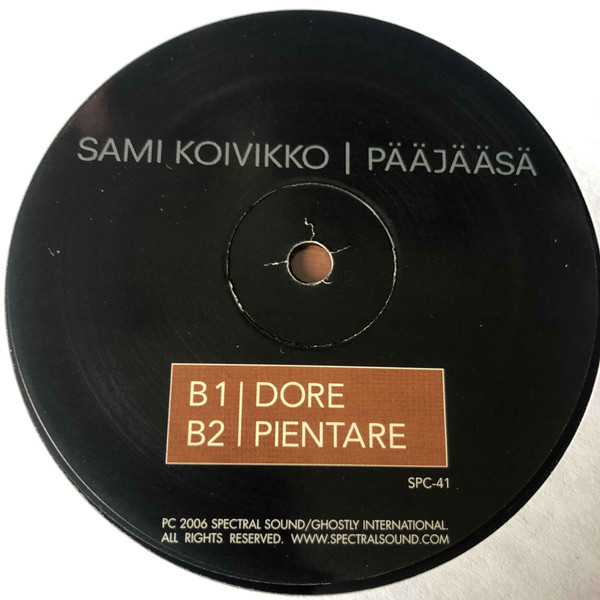 SAMI KOIVIKKO | PÄÄJÄÄSÄ
B1 | DORE
B2 | PIENTARE
SPC-41
PC 2006 SPECTRAL SOUND/GHOSTLY INTERNATIONAL.
ALL RIGHTS RESERVED. WWW.SPECTRALSOUND.COM